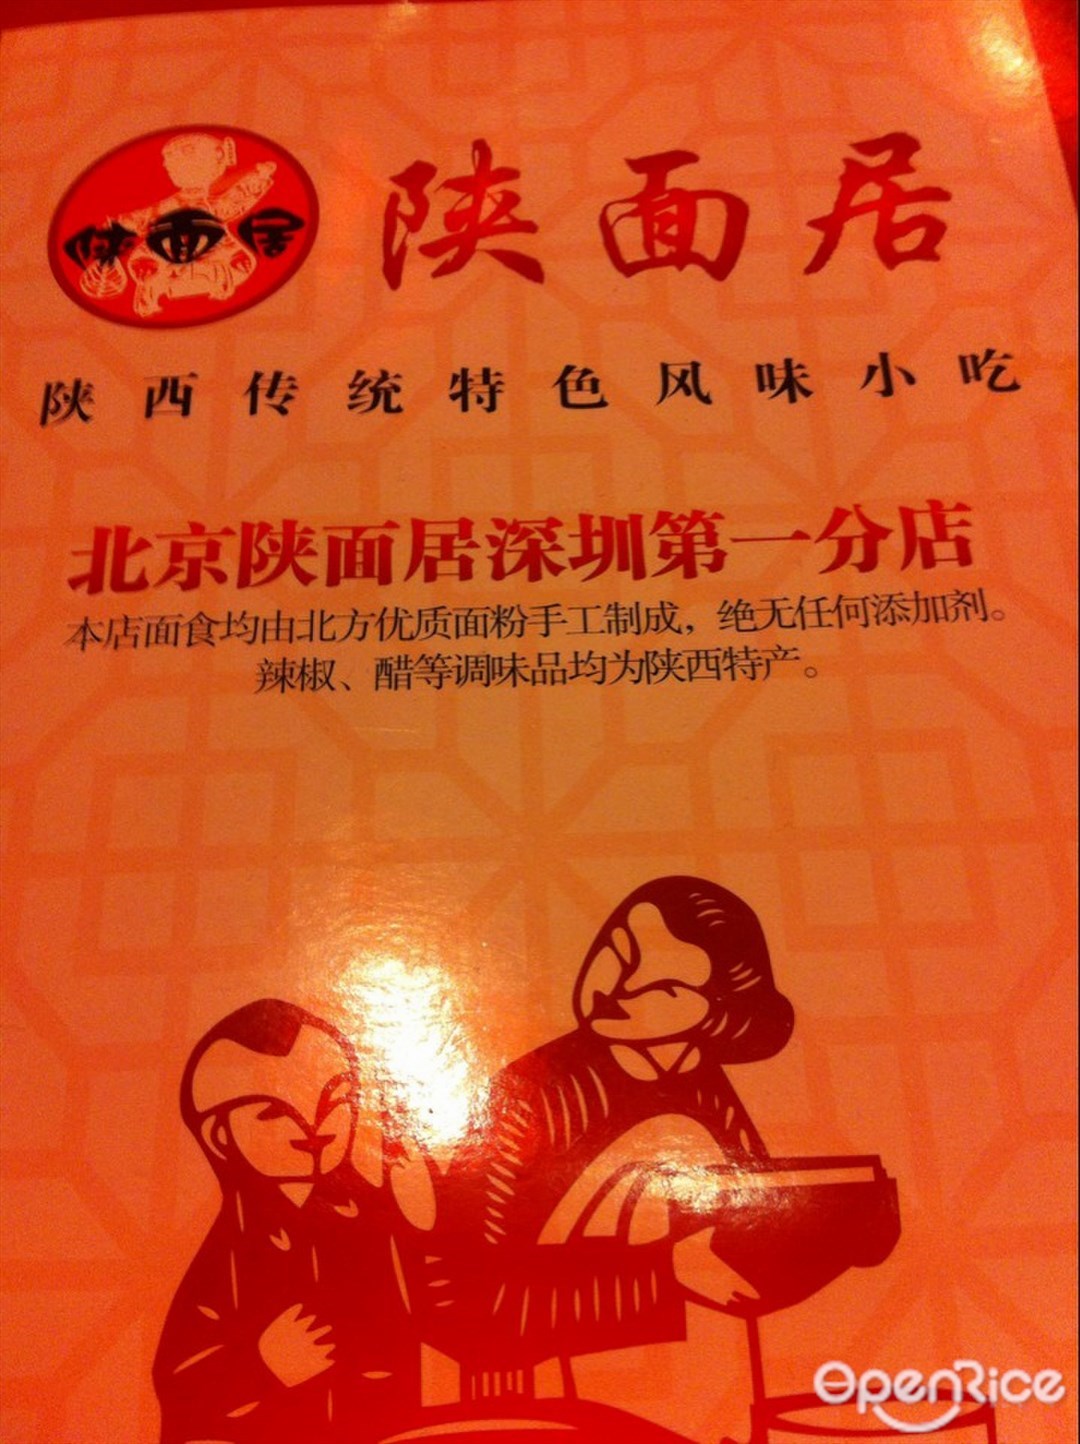 陕面居
陕面居
陕西传统特色风味小吃
北京陕面居深圳第一分店
本店面食均由北方优质面粉手工制成，绝无任何添加剂。
辣椒、醋等调味品均为陕西特产。
OpenRice